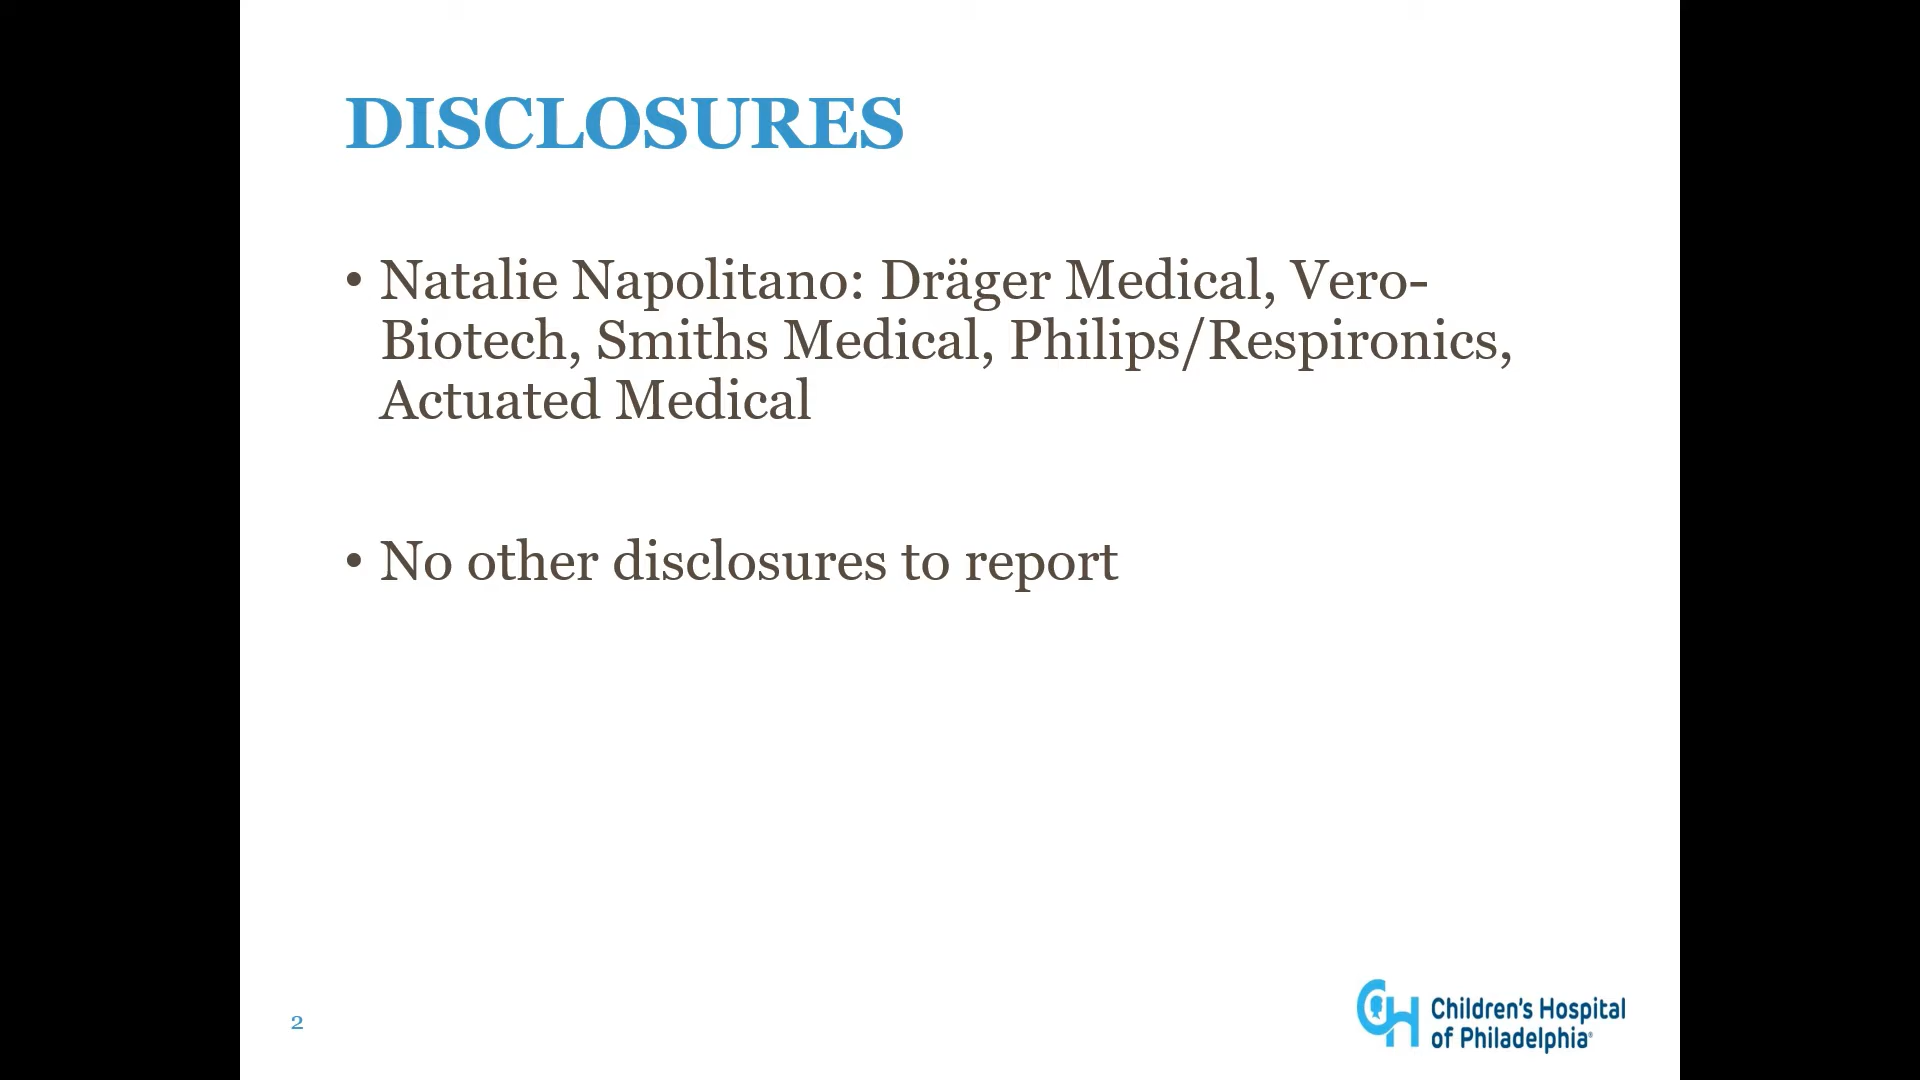 DISCLOSURES
• Natalie Napolitano: Dräger Medical, Vero-
Biotech, Smiths Medical, Philips/Respironics,
Actuated Medical
• No other disclosures to report
2
Children's Hospital
of Philadelphia®